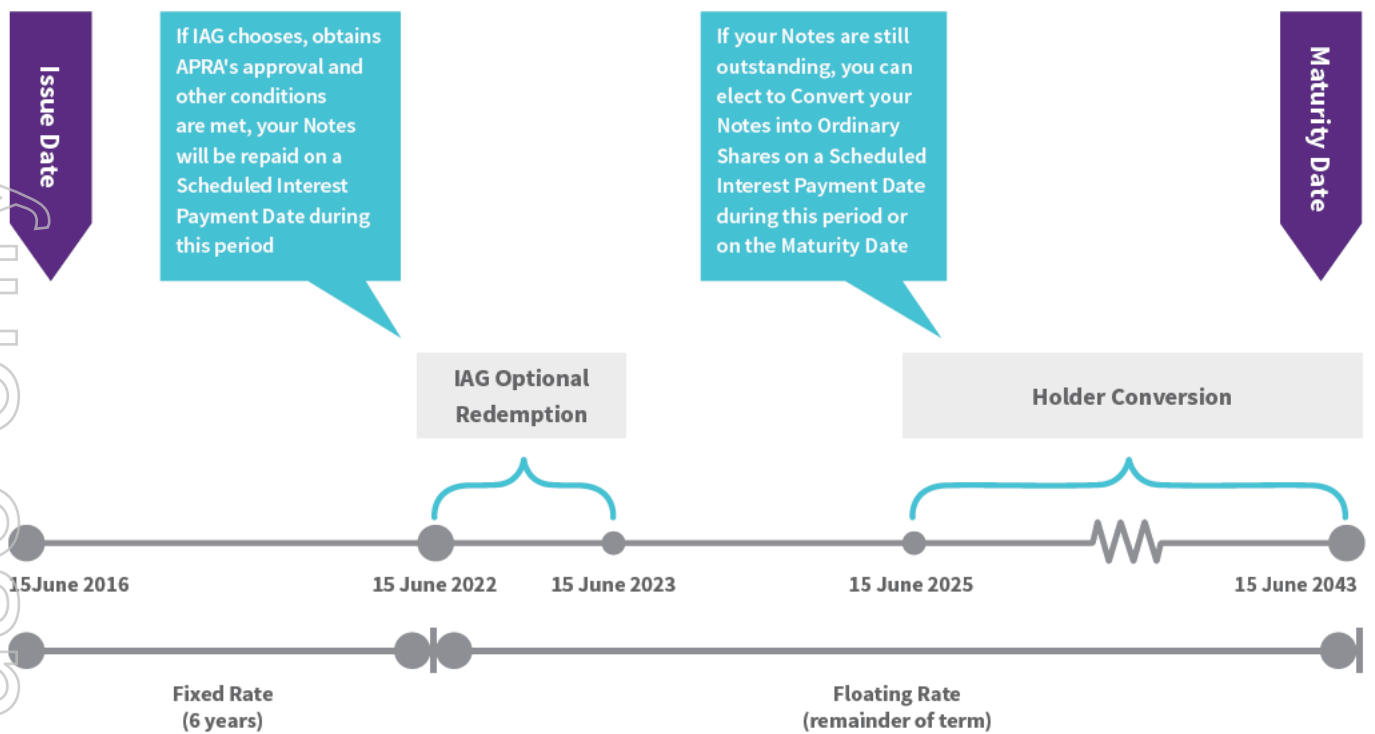 Issue Date
If IAG chooses, obtains
APRA's approval and
other conditions
are met, your Notes
will be repaid on a
Scheduled Interest
Payment Date during
this period
If your Notes are still
outstanding, you can
elect to Convert your
Notes into Ordinary
Shares on a Scheduled
Interest Payment Date
during this period or
on the Maturity Date
Maturity Date
IAG Optional
Redemption
Holder Conversion
15June 2016
15 June 2022
15 June 2023
15 June 2025
15 June 2043
Fixed Rate
(6 years)
Floating Rate
(remainder of term)